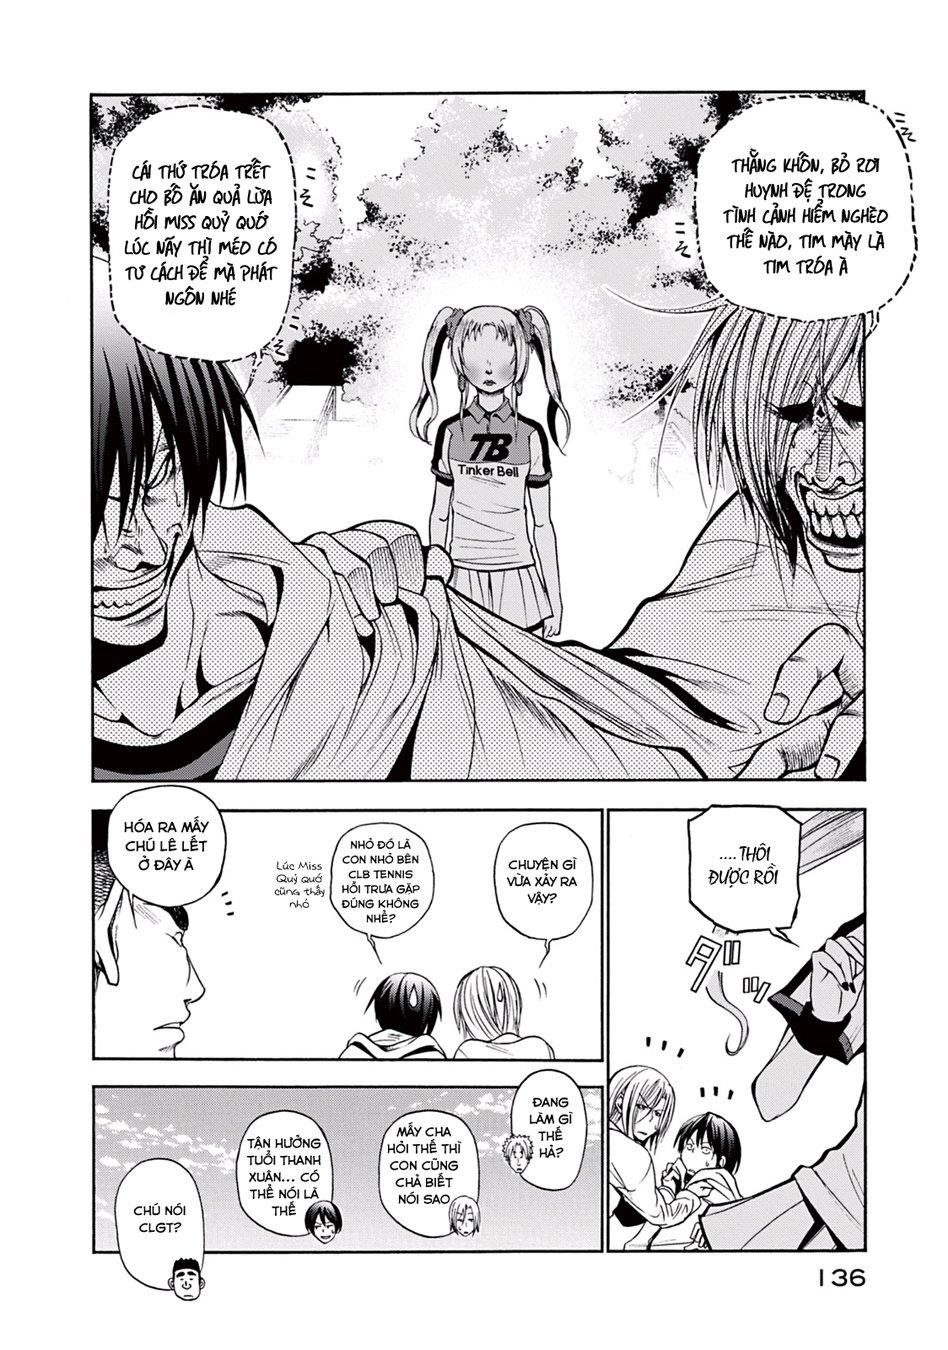 THẰNG KHỐN, BỎ RƠI
HUYNH ĐỆ TRONG
TÌNH CẢNH HIỂM NGHÈO
THẾ NÀO, TIM MÀY LÀ
TIM TRÓA À
CÁI THỨ TRÓA TRẾT
CHO BỐ ĂN QUẢ LỪA
HỒI MISS QUỶ QUỚ
LÚC NÃY THÌ MÉO CÓ
TƯ CÁCH ĐỂ MÀ PHÁT
NGÔN NHÉ
TB
Tinker Bell
....THÔI
ĐƯỢC RỒI
ダダッ
CHUYỆN GÌ
VỪA XẢY RA
VẬY?
NHỎ ĐÓ LÀ
CON NHỎ BÊN
CLB TENNIS
HỒI TRƯA GẶP
ĐÚNG KHÔNG
NHỂ?
Lúc Miss
Quỷ quớ
cũng thấy
nhỏ
HÓA RA MẤY
CHÚ LÊ LẾT
Ở ĐÂY À
ĐANG
LÀM GÌ
THẾ
HẢ?
MẤY CHA
HỎI THẾ THÌ
CON CŨNG
CHẢ BIẾT
NÓI SAO
TẬN HƯỞNG
TUỔI THANH
XUÂN... CÓ
THỂ NÓI LÀ
THẾ
CHÚ NÓI
CLGT?
136